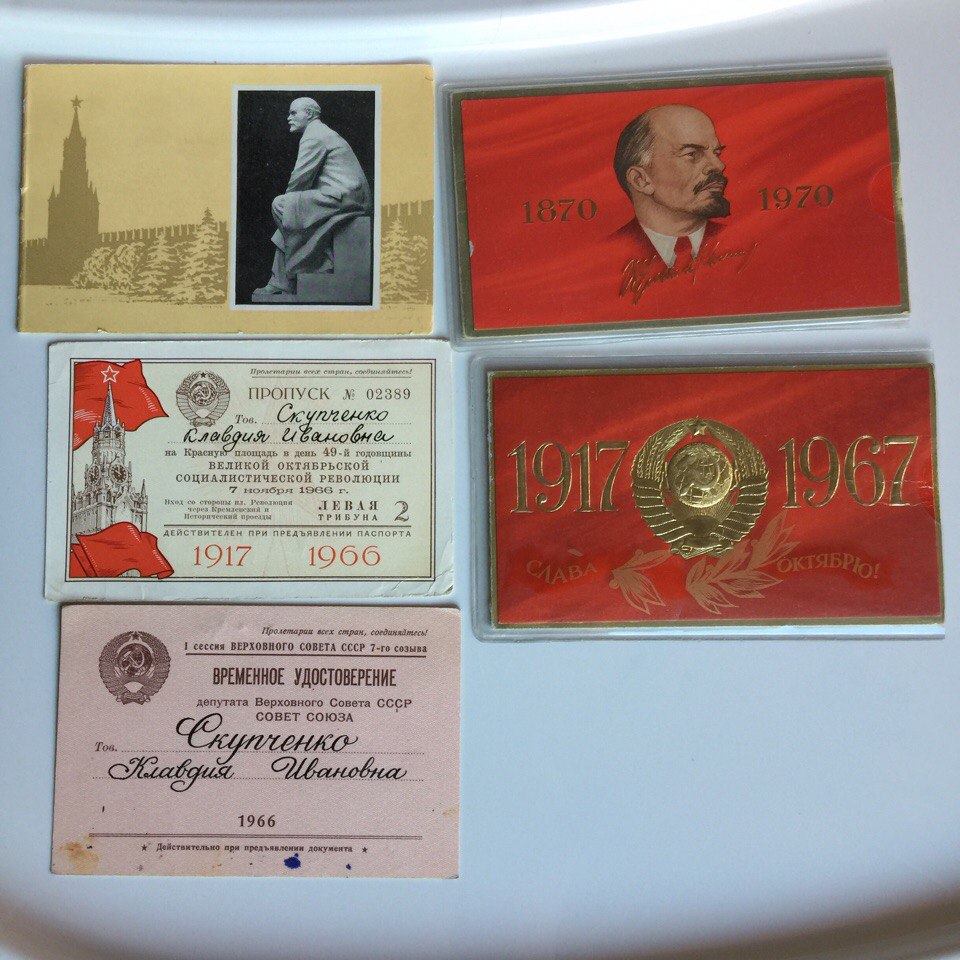 1870 1970
Пролетарии всех стран, соединяйтесь!
ПРОПУСК № 02389
Тов. Скупченко
Клавдия Ивановна
на Красную площадь в день 49-й годовщины
ВЕЛИКОЙ ОКТЯБРЬСКОЙ
СОЦИАЛИСТИЧЕСКОЙ РЕВОЛЮЦИИ
7 ноября 1966 г.
Вход со стороны пл. Революции
через Кремлевский и
Исторический проезды
ЛЕВАЯ
ТРИБУНА 2
ДЕЙСТВИТЕЛЕН ПРИ ПРЕДЪЯВЛЕНИИ ПАСПОРТА
1917 1966
1917 1967
СЛАВА ОКТЯБРЮ!
Пролетарии всех стран, соединяйтесь!
I сессия ВЕРХОВНОГО СОВЕТА СССР 7-го созыва
ВРЕМЕННОЕ УДОСТОВЕРЕНИЕ
депутата Верховного Совета СССР
СОВЕТ СОЮЗА
Тов. Скупченко
Клавдия Ивановна
1966
★ Действительно при предъявлении документа ★